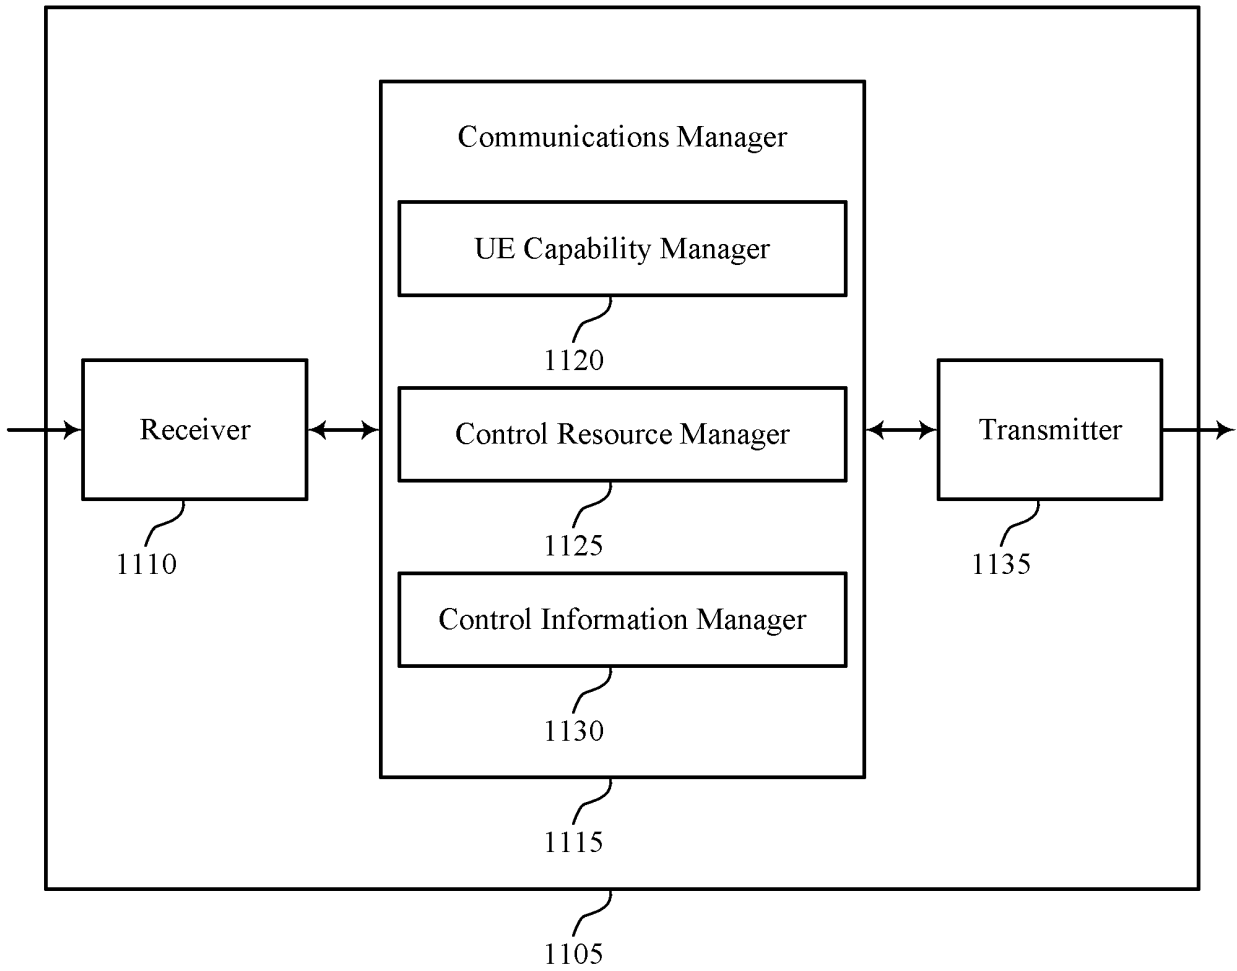 Communications Manager
UE Capability Manager
1120
Receiver
Control Resource Manager
Transmitter
1110
1125
1135
Control Information Manager
1130
1115
1105